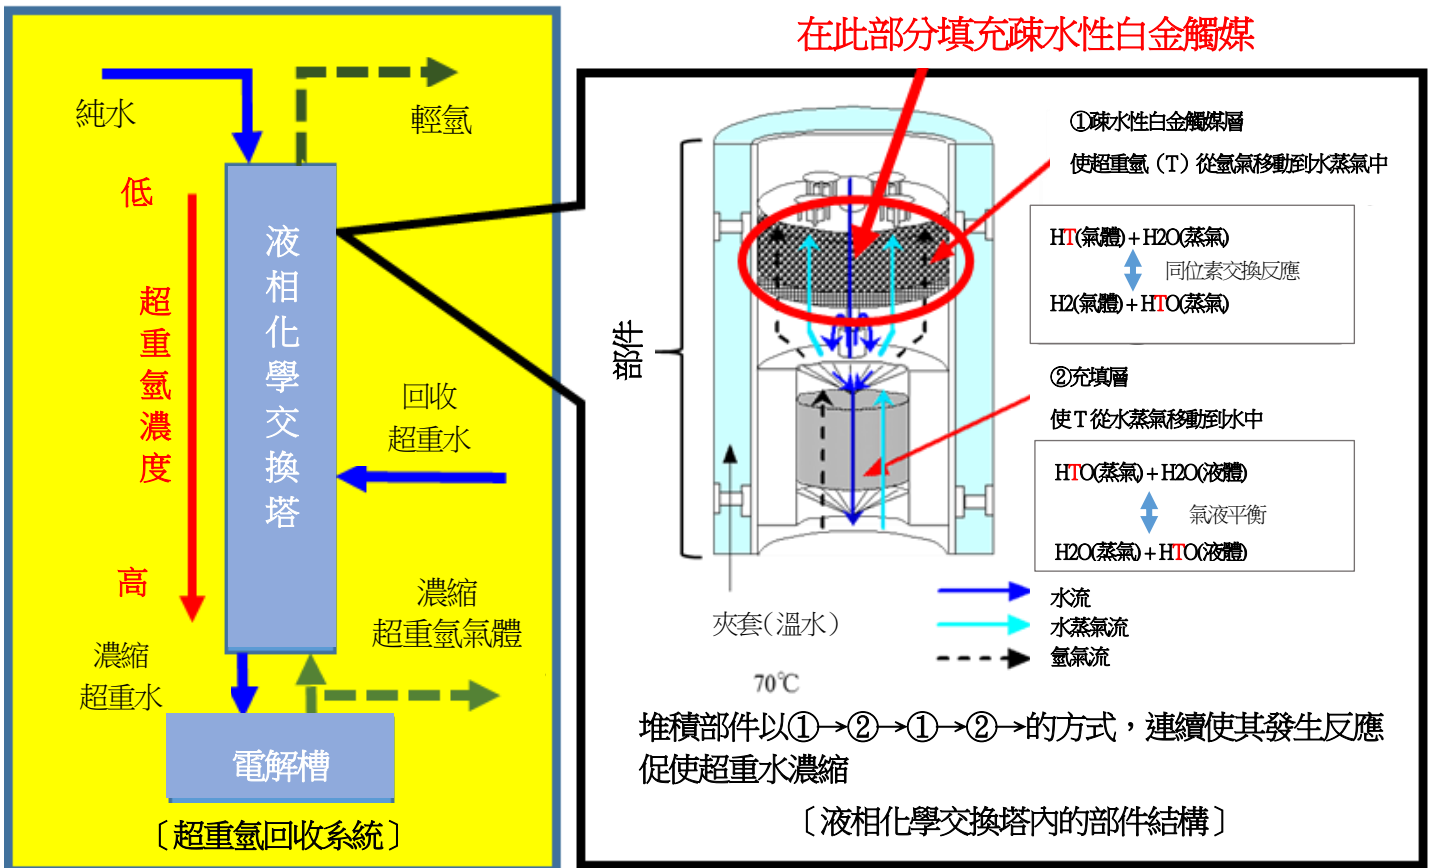 在此部分填充疎水性白金觸媒
純水
輕氫
低
超重氫濃度
高
液相化學交換塔
回收
超重水
濃縮
超重氫氣體
濃縮
超重水
電解槽
〔超重氫回收系統〕
部件
①疎水性白金觸媒層
使超重氫（T）從氫氣移動到水蒸氣中
HT(氣體)+H2O(蒸氣)
同位素交換反應
H2(氣體)+HTO(蒸氣)
②充填層
使T從水蒸氣移動到水中
HTO(蒸氣)+H2O(液體)
氣液平衡
H2O(蒸氣)+HTO(液體)
夾套(溫水)
70℃
水流
水蒸氣流
氫氣流
堆積部件以①→②→①→②→的方式，連續使其發生反應
促使超重水濃縮
〔液相化學交換塔內的部件結構〕